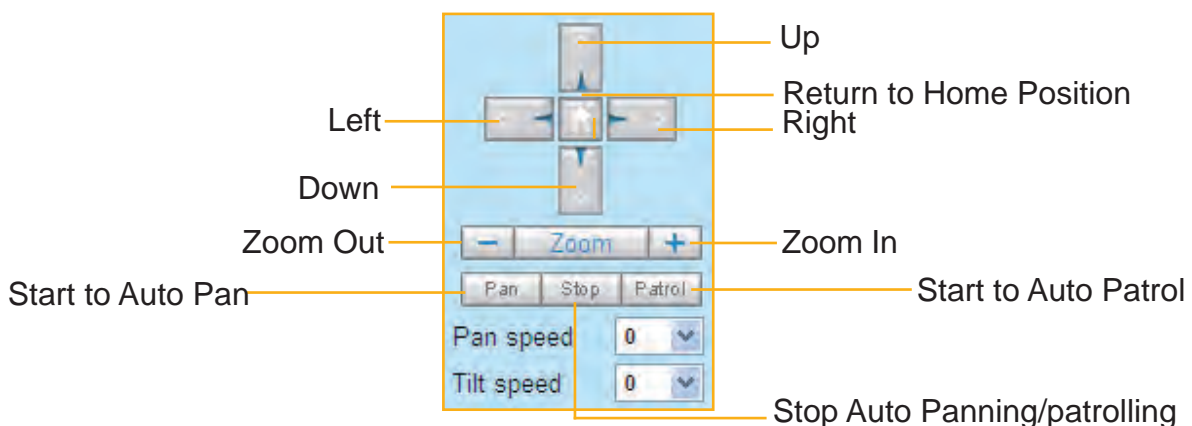 Up
Return to Home Position
Left
Right
Down
Zoom Out
− Zoom +
Zoom In
Start to Auto Pan
Pan Stop Patrol
Start to Auto Patrol
Pan speed 0
Tilt speed 0
Stop Auto Panning/patrolling